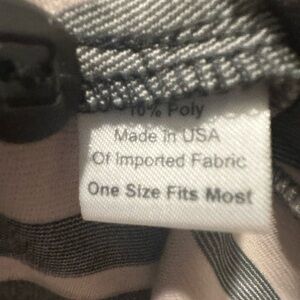 10% Poly
Made in USA
Of Imported Fabric
One Size Fits Most